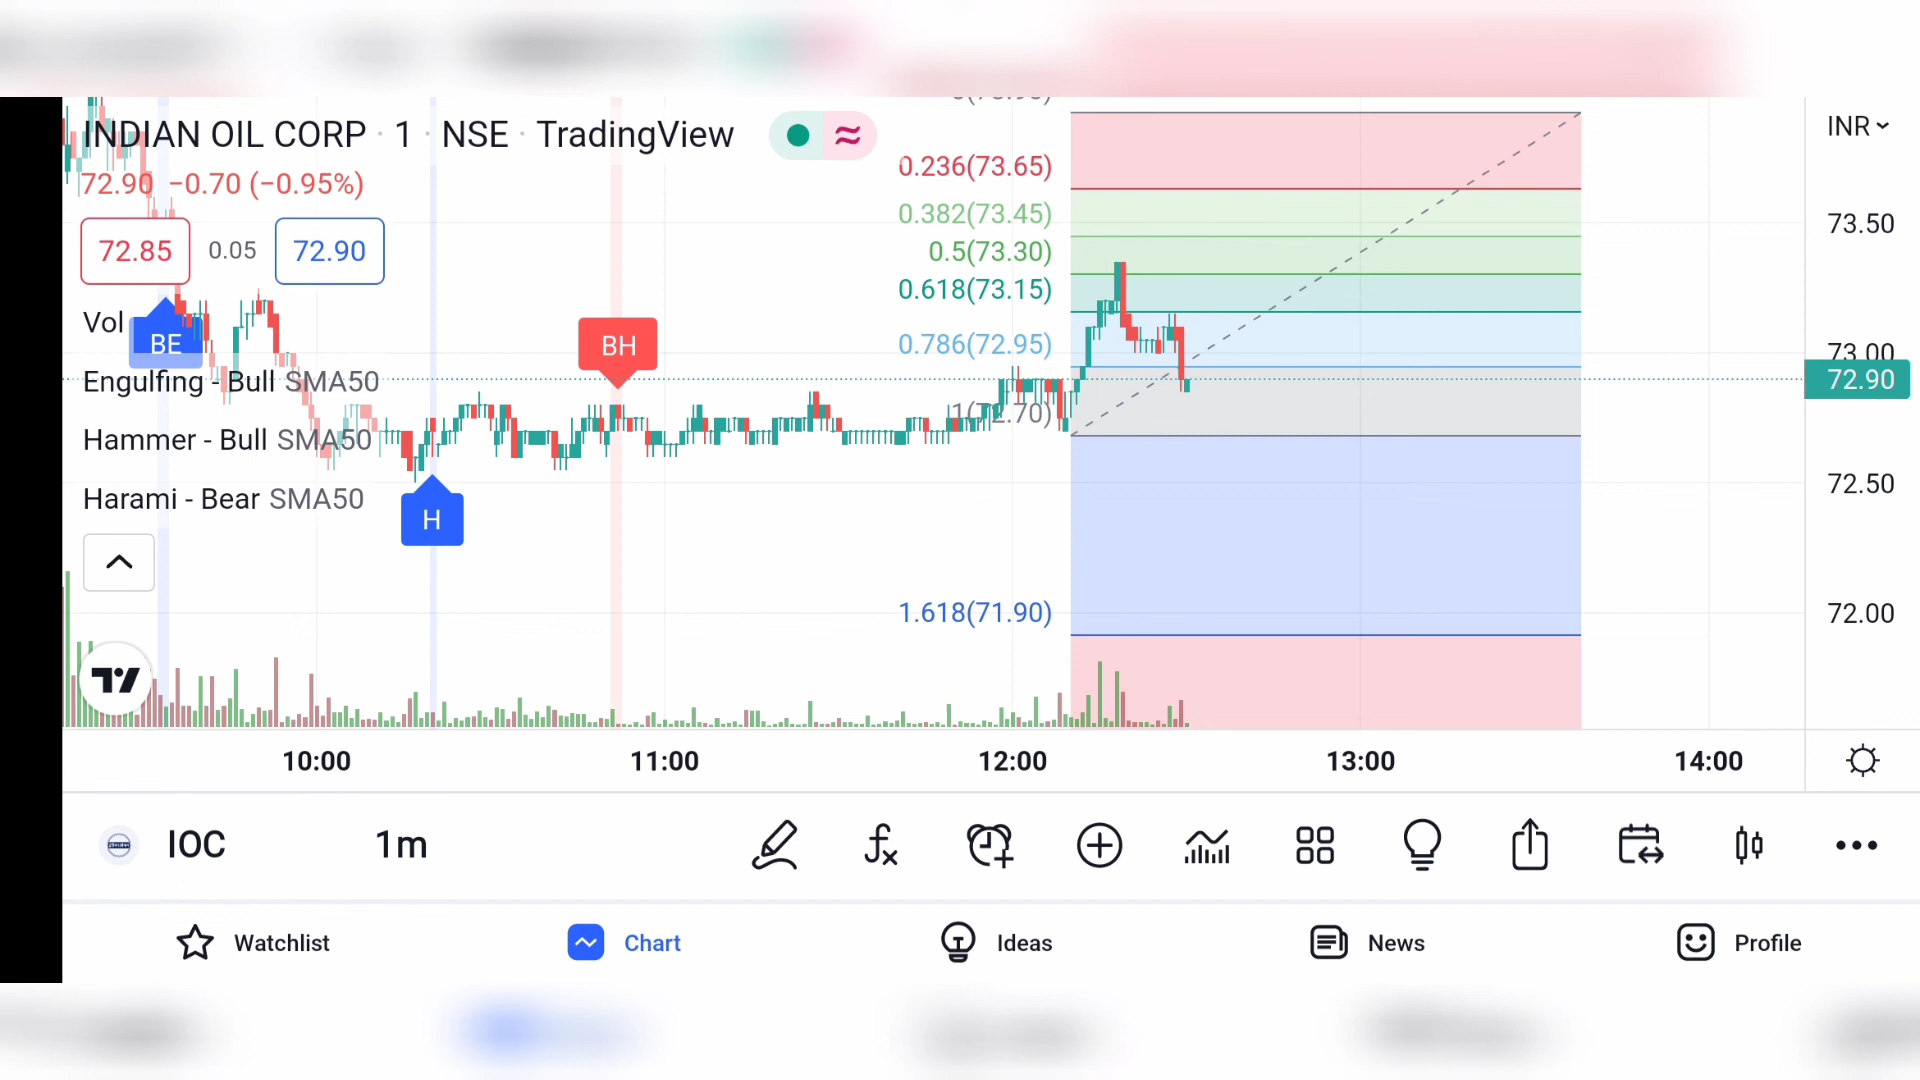 INDIAN OIL CORP · 1 · NSE · TradingView
72.90 −0.70 (−0.95%)
72.85 0.05 72.90
Vol
BE
Engulfing - Bull SMA50
Hammer - Bull SMA50
Harami - Bear SMA50
H
BH
0.236(73.65)
0.382(73.45)
0.5(73.30)
0.618(73.15)
0.786(72.95)
1(72.70)
1.618(71.90)
INR
73.50
73.00
72.90
72.50
72.00
10:00 11:00 12:00 13:00 14:00
IOC 1m
Watchlist Chart Ideas News Profile